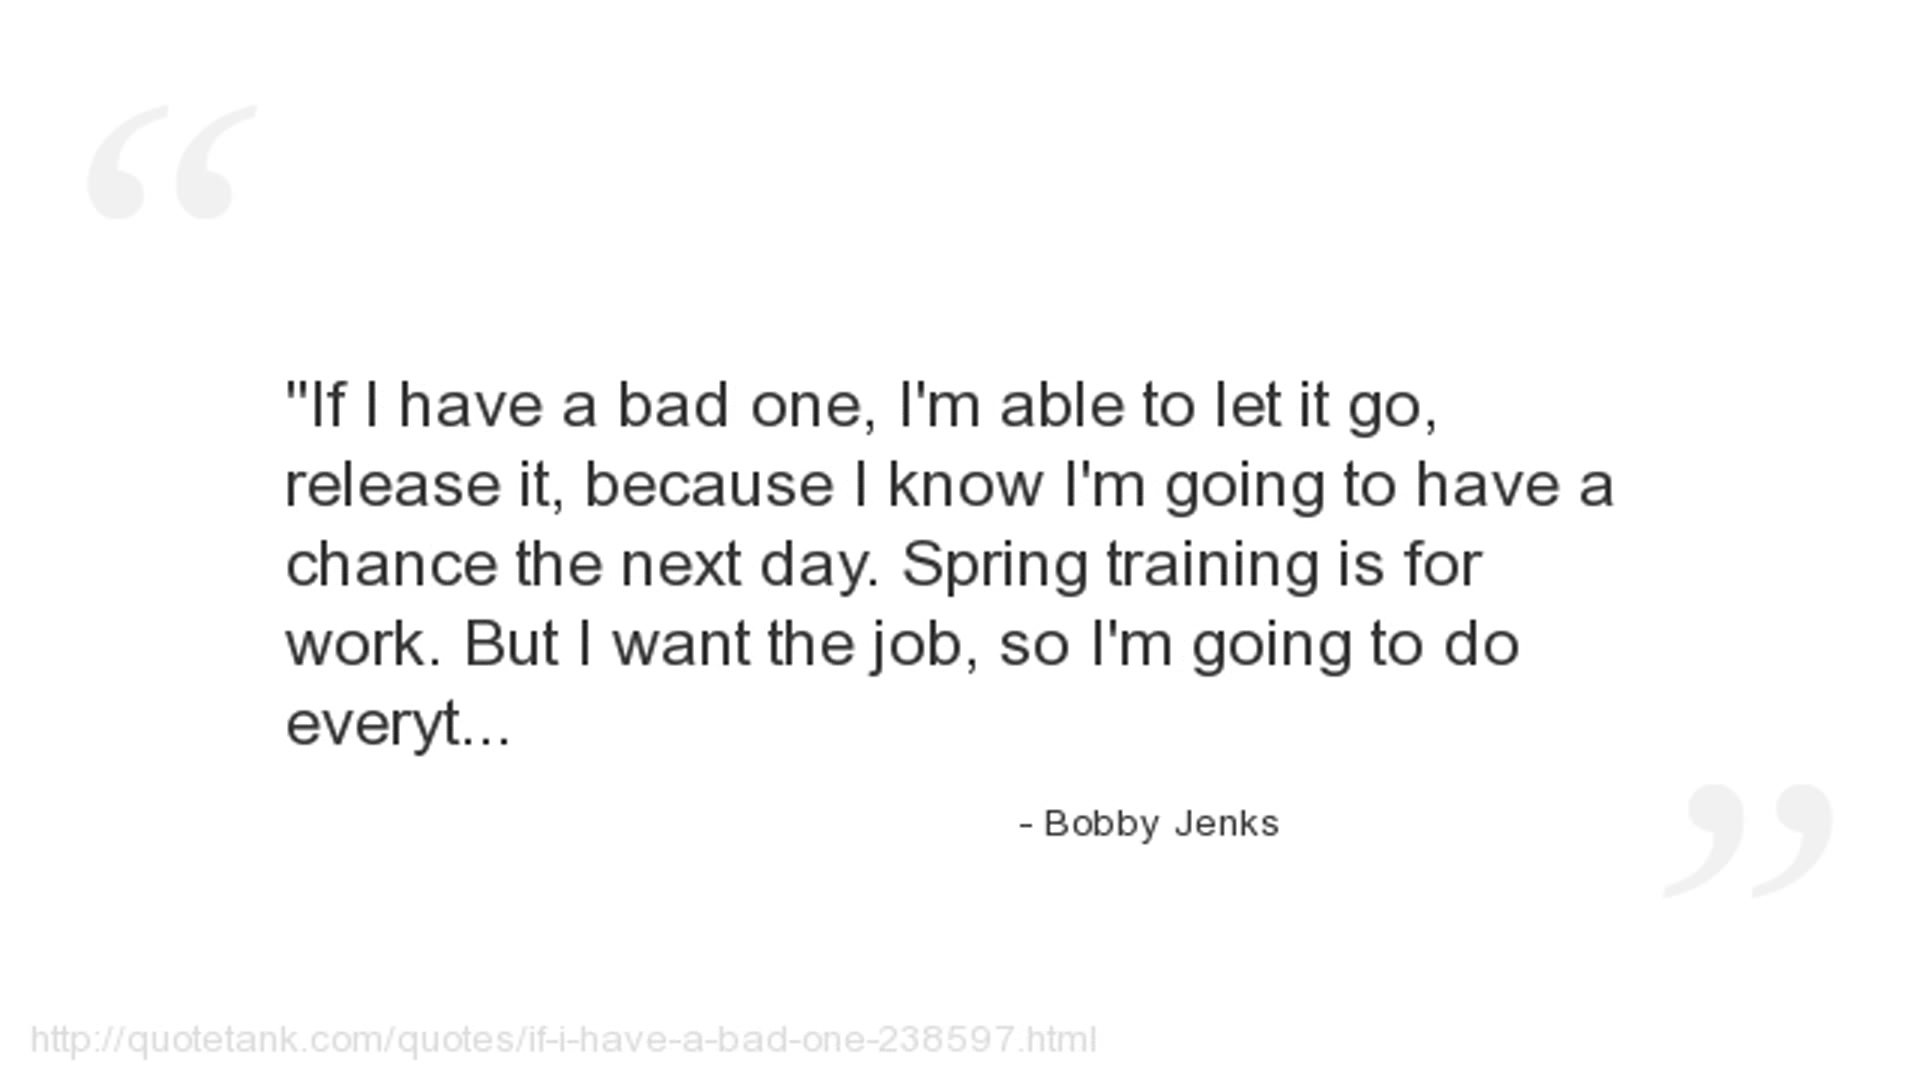 "If I have a bad one, I'm able to let it go,
release it, because I know I'm going to have a
chance the next day. Spring training is for
work. But I want the job, so I'm going to do
everyt...
- Bobby Jenks
http://quotetank.com/quotes/if-i-have-a-bad-one-238597.html